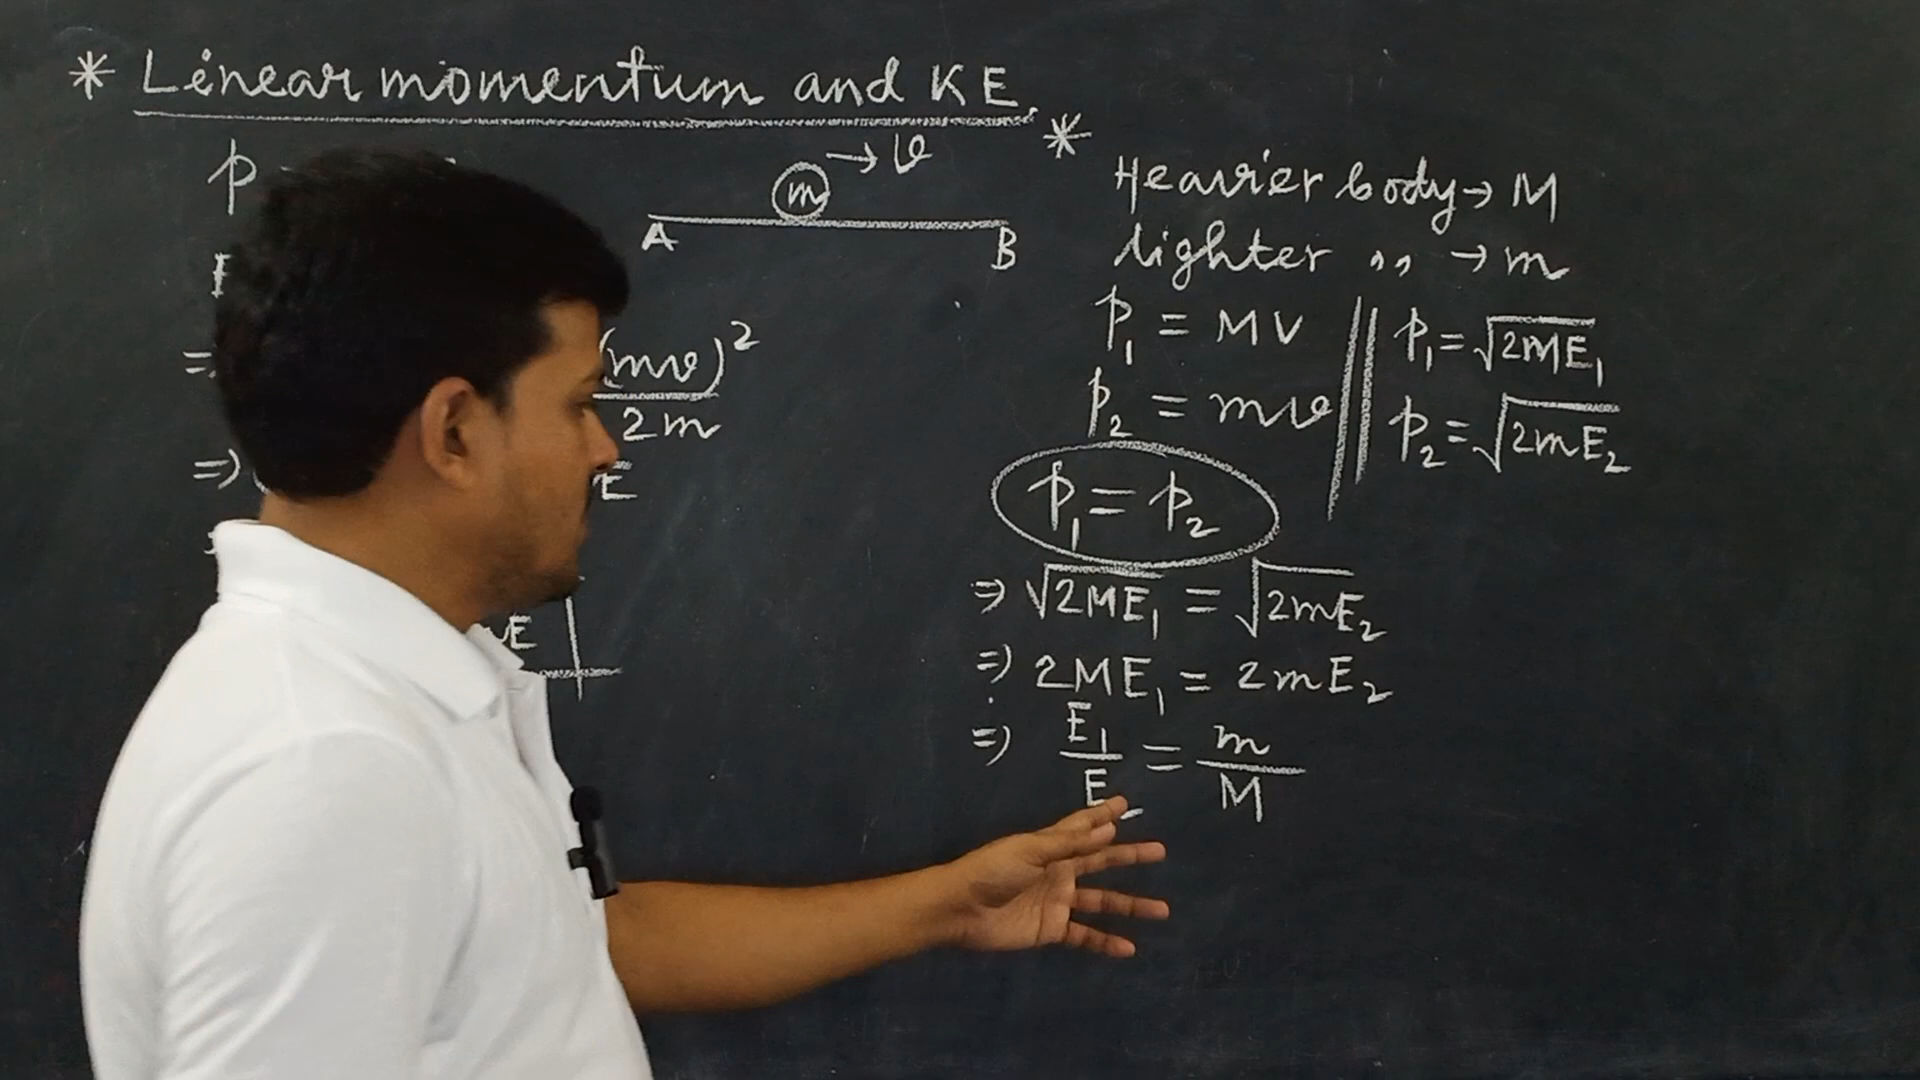 * Linear momentum and KE.
p
m → v
A B
(mv)²
2m
=>
E
E
*
Heavier body → M
lighter ,, → m
p₁ = MV
p₂ = mv
p₁ = √2ME₁
p₂ = √2mE₂
p₁ = p₂
=> √2ME₁ = √2mE₂
=> 2ME₁ = 2mE₂
=> E₁/E = m/M